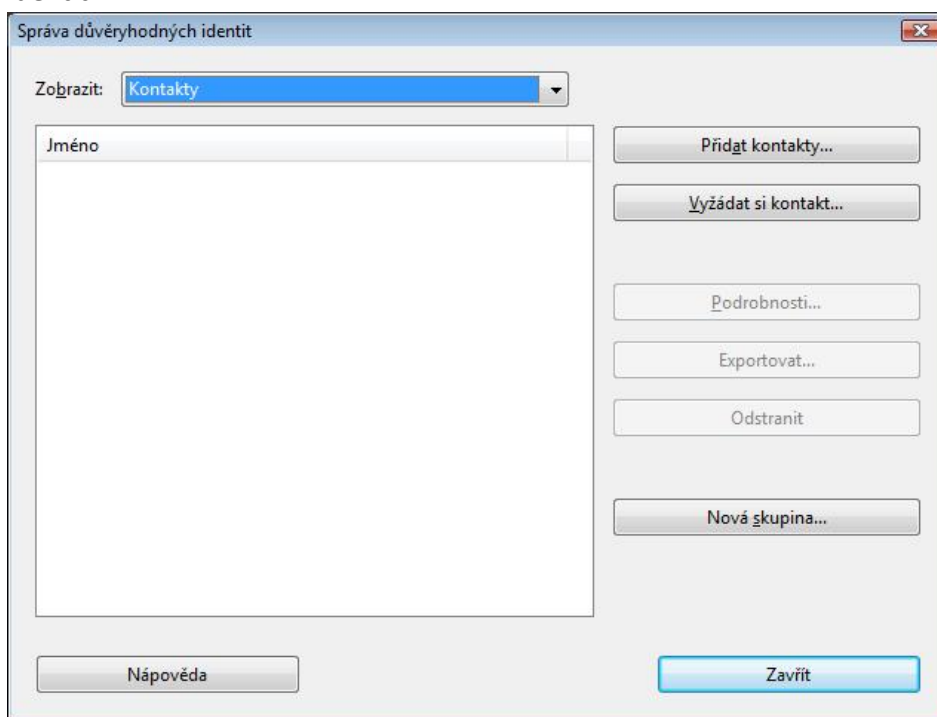 Správa důvěryhodných identit
Zobrazit: Kontakty
Jméno
Přidat kontakty...
Vyžádat si kontakt...
Podrobnosti...
Exportovat...
Odstranit
Nová skupina...
Nápověda
Zavřít